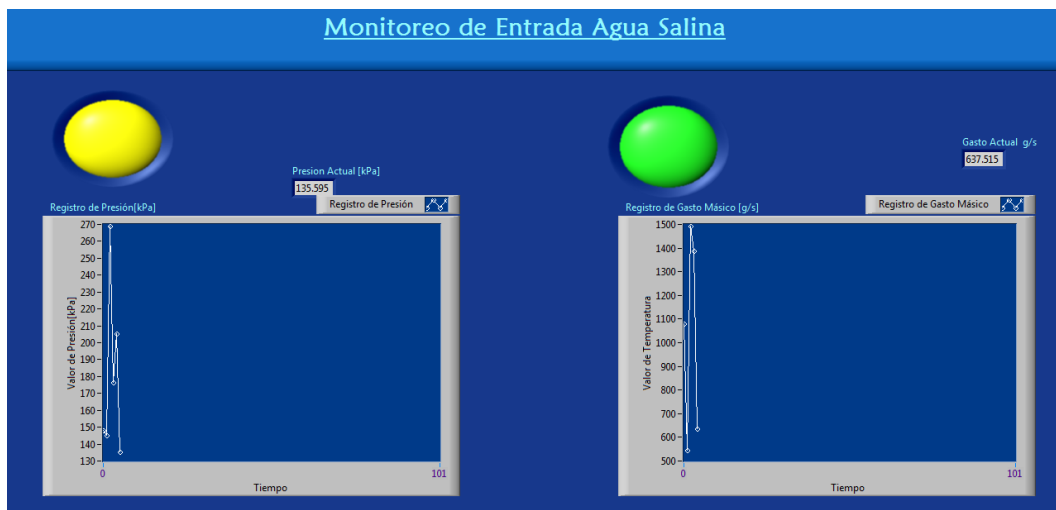 Monitoreo de Entrada Agua Salina
Presion Actual [kPa]
135.595
Registro de Presión[kPa]
Registro de Presión
Valor de Presión[kPa]
270
260
250
240
230
220
210
200
190
180
170
160
150
140
130
0
101
Tiempo
Gasto Actual g/s
637.515
Registro de Gasto Másico [g/s]
Registro de Gasto Másico
Valor de Temperatura
1500
1400
1300
1200
1100
1000
900
800
700
600
500
0
101
Tiempo